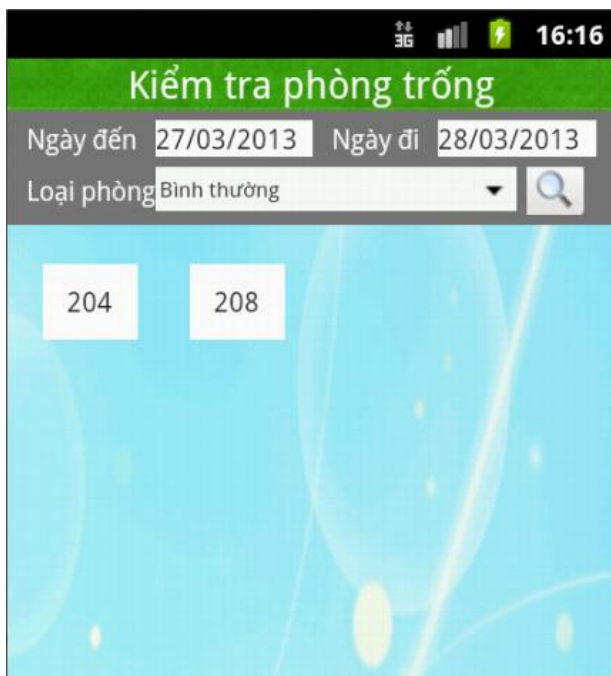 3G 16:16
Kiểm tra phòng trống
Ngày đến 27/03/2013 Ngày đi 28/03/2013
Loại phòng Bình thường
204 208